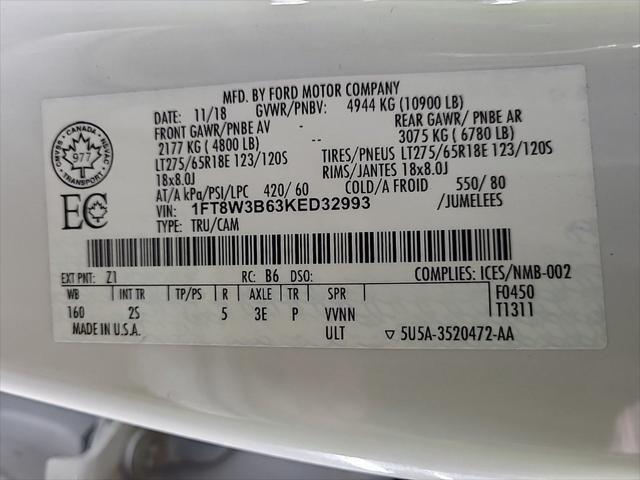 MFD. BY FORD MOTOR COMPANY
DATE: 11/18 GVWR/PNBV: 4944 KG (10900 LB)
FRONT GAWR/PNBE AV - REAR GAWR/ PNBE AR
2177 KG ( 4800 LB) -- 3075 KG ( 6780 LB)
LT275/65R18E 123/120S TIRES/PNEUS LT275/65R18E 123/120S
18x8.0J RIMS/JANTES 18x8.0J
AT/A kPa/PSI/LPC 420/ 60 COLD/A FROID 550/ 80
VIN: 1FT8W3B63KED32993 /JUMELEES
TYPE: TRU/CAM
CANADA
977
TRANSPORT
EC
EXT PNT: Z1 RC: B6 DSO: COMPLIES: ICES/NMB-002
WB INT TR TP/PS R AXLE TR SPR F0450
160 2S 5 3E P VVNN T1311
MADE IN U.S.A. ULT ▽ 5U5A-3520472-AA